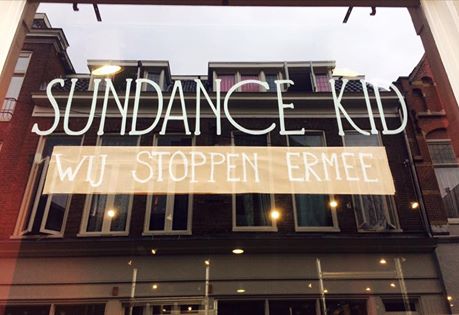 SUNDANCE KID
WIJ STOPPEN ERMEE